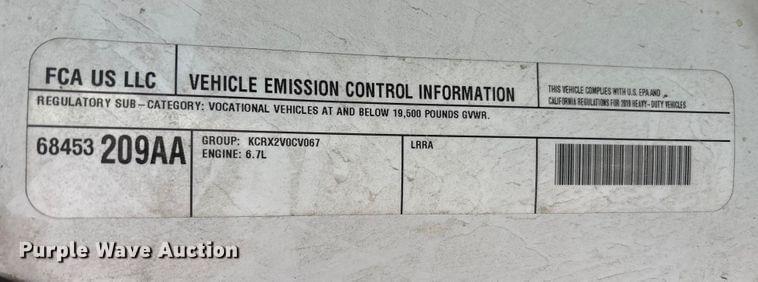 FCA US LLC
VEHICLE EMISSION CONTROL INFORMATION
THIS VEHICLE COMPLIES WITH U.S. EPA AND
CALIFORNIA REGULATIONS FOR 2019 HEAVY-DUTY VEHICLES
REGULATORY SUB-CATEGORY: VOCATIONAL VEHICLES AT AND BELOW 19,500 POUNDS GVWR.
68453 209AA
GROUP: KCRX2V0CV067
ENGINE: 6.7L
LRRA
Purple Wave Auction